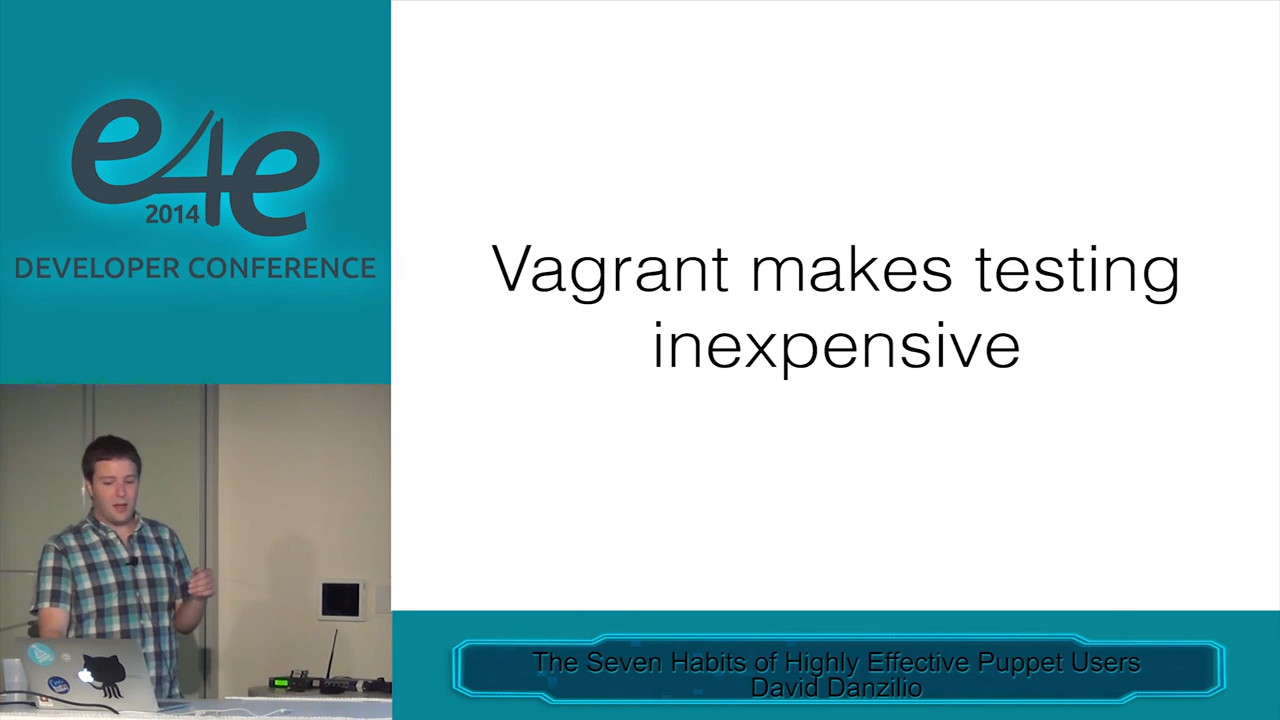 e4e
2014
DEVELOPER CONFERENCE
Vagrant makes testing
inexpensive
The Seven Habits of Highly Effective Puppet Users
David Danzilio